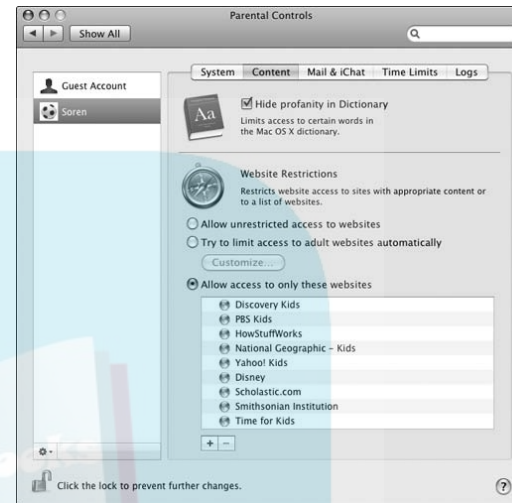 Parental Controls
Show All
System Content Mail & iChat Time Limits Logs
Guest Account
Soren
Aa
Hide profanity in Dictionary
Limits access to certain words in
the Mac OS X dictionary.
Website Restrictions
Restricts website access to sites with appropriate content or
to a list of websites.
Allow unrestricted access to websites
Try to limit access to adult websites automatically
Customize...
Allow access to only these websites
Discovery Kids
PBS Kids
HowStuffWorks
National Geographic – Kids
Yahoo! Kids
Disney
Scholastic.com
Smithsonian Institution
Time for Kids
+ −
Click the lock to prevent further changes.
?